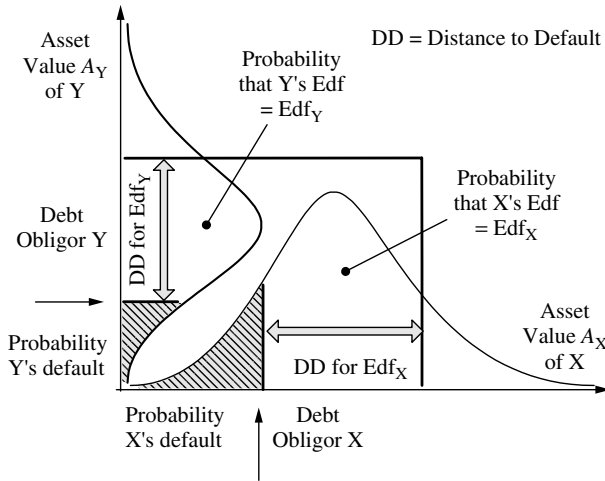 Asset
Value A_Y
of Y
Probability
that Y's Edf
= Edf_Y
DD = Distance to Default
DD for Edf_Y
Probability
that X's Edf
= Edf_X
Debt
Obligor Y
Probability
Y's default
DD for Edf_X
Asset
Value A_X
of X
Probability
X's default
Debt
Obligor X